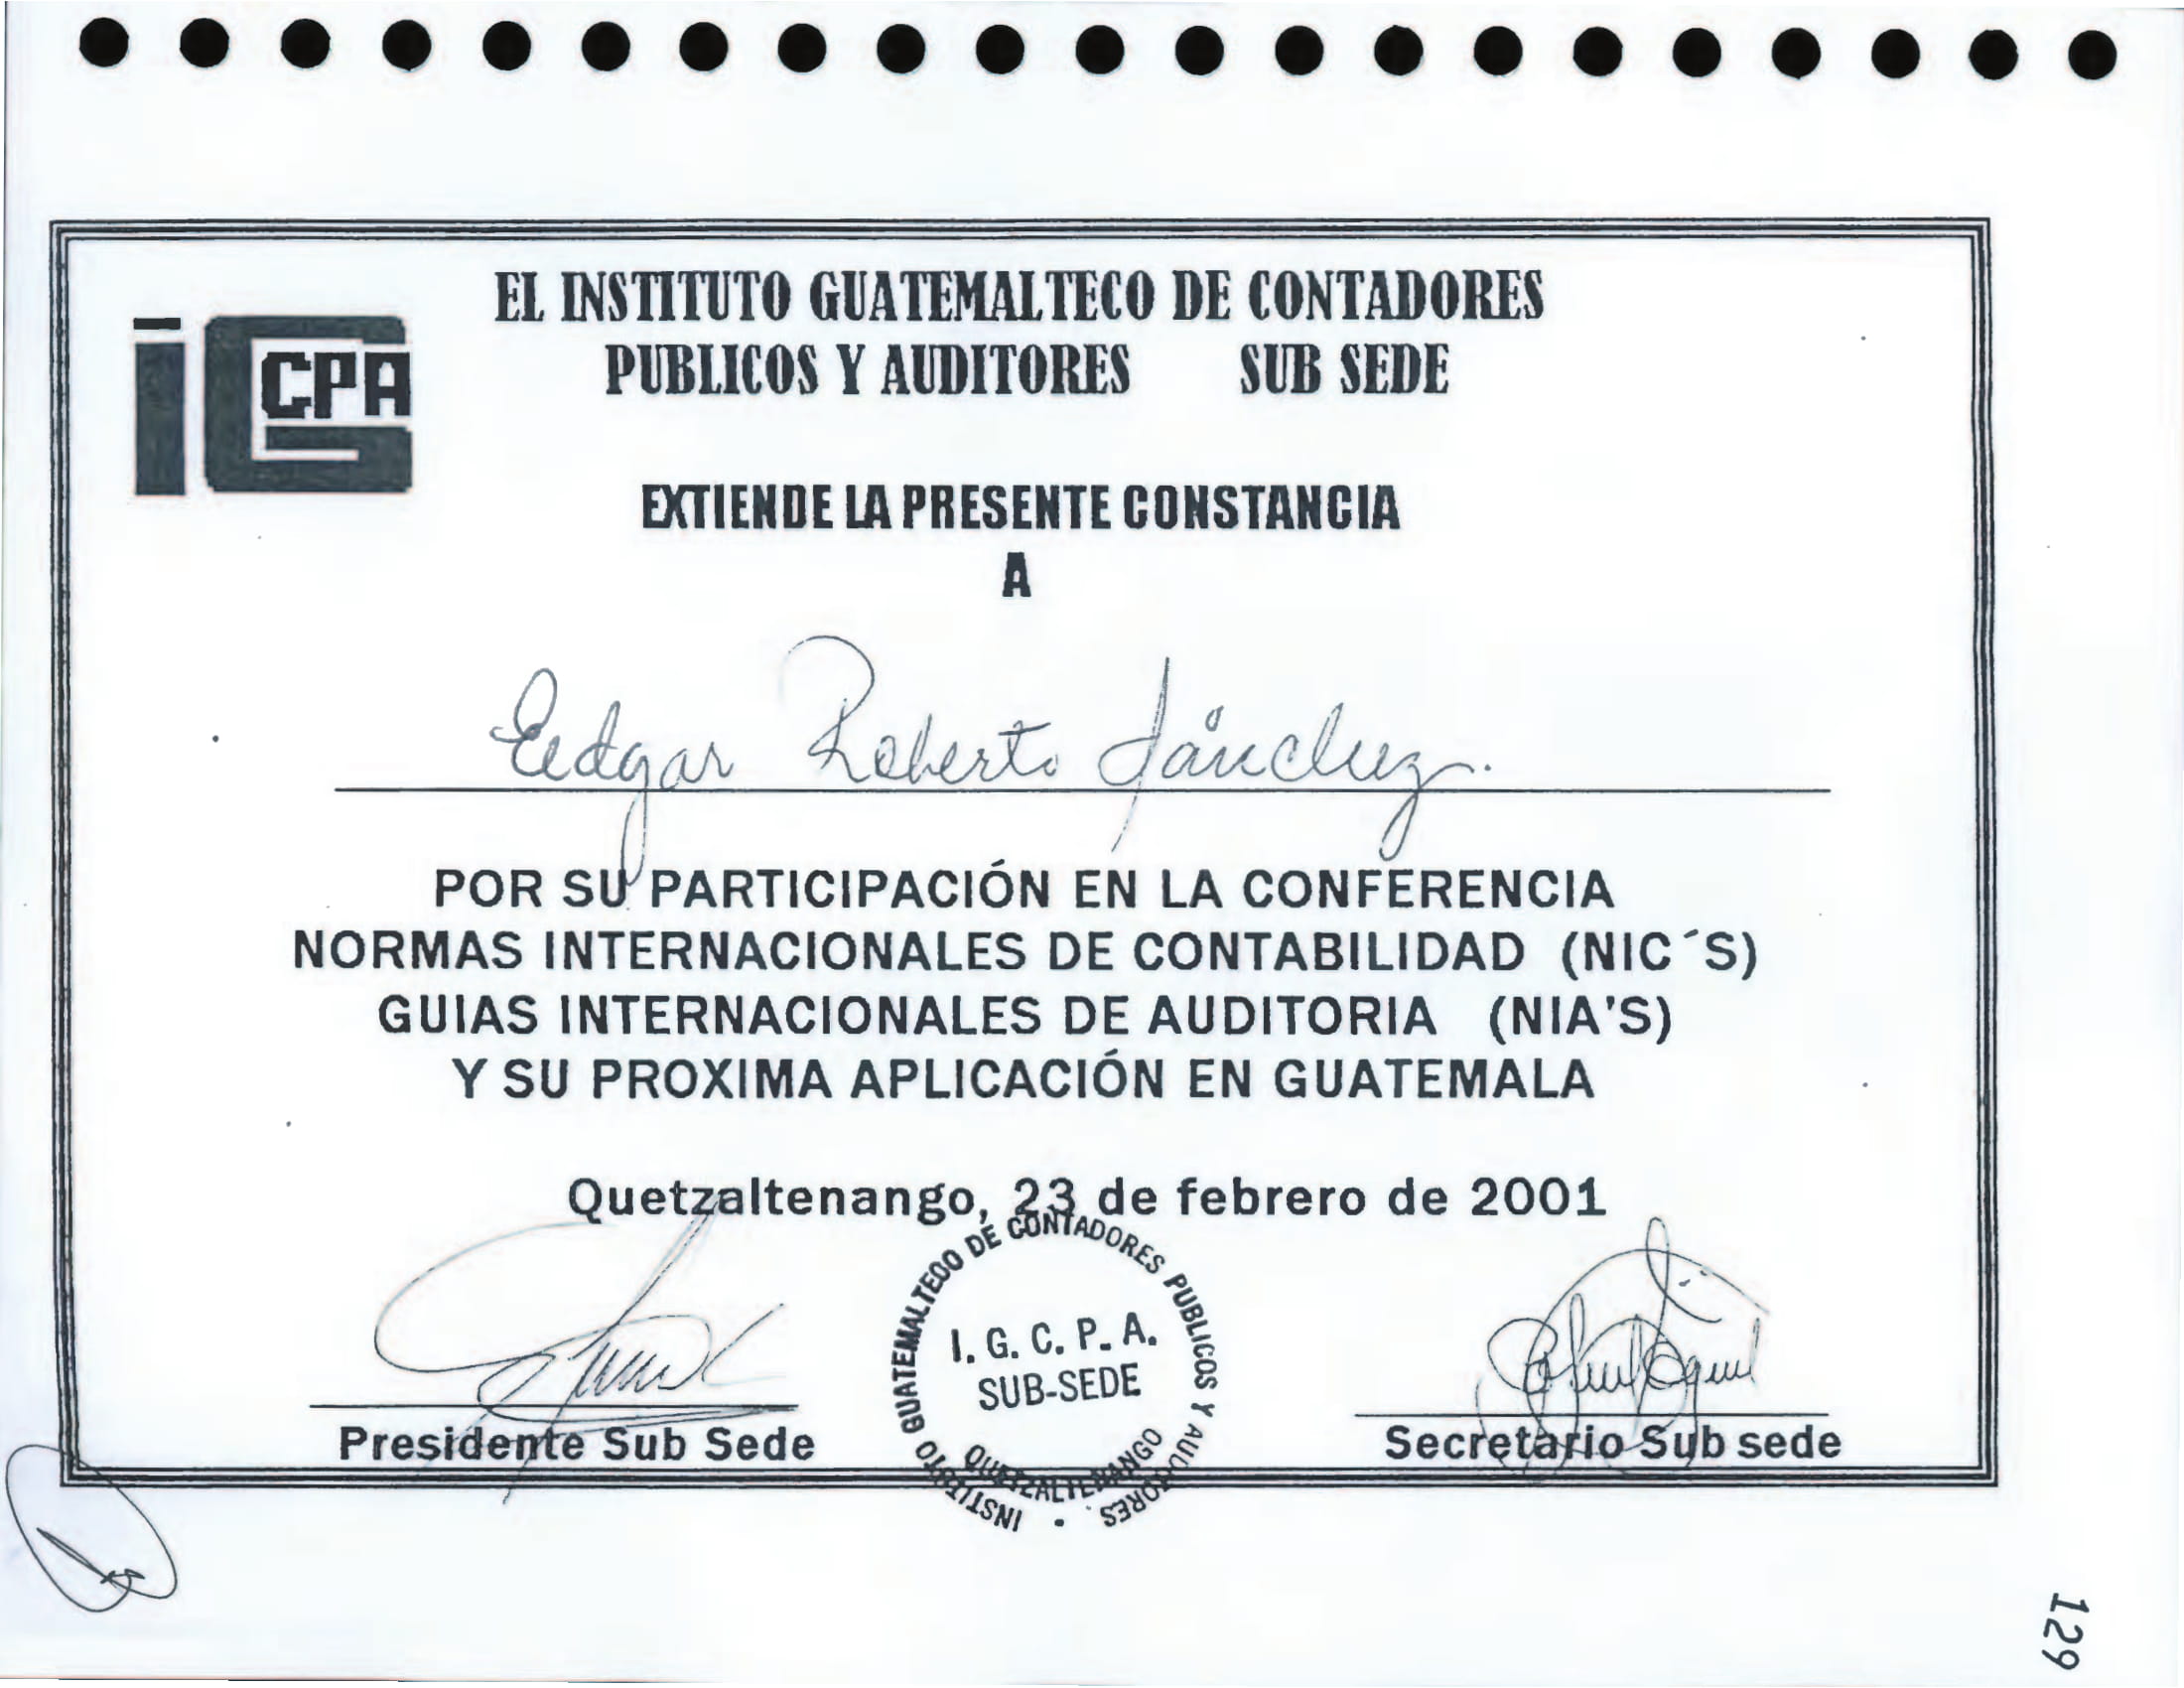 EL INSTITUTO GUATEMALTECO DE CONTADORES
PUBLICOS Y AUDITORES SUB SEDE
iG CPA
EXTIENDE LA PRESENTE CONSTANCIA
A
Edgar Roberto Sánchez.
POR SU PARTICIPACIÓN EN LA CONFERENCIA
NORMAS INTERNACIONALES DE CONTABILIDAD (NIC´S)
GUIAS INTERNACIONALES DE AUDITORIA (NIA'S)
Y SU PROXIMA APLICACIÓN EN GUATEMALA
Quetzaltenango, 23 de febrero de 2001
INSTITUTO GUATEMALTECO DE CONTADORES PUBLICOS Y AUDITORES
I. G. C. P. A.
SUB-SEDE
QUETZALTENANGO
Presidente Sub Sede
Secretario Sub sede
129